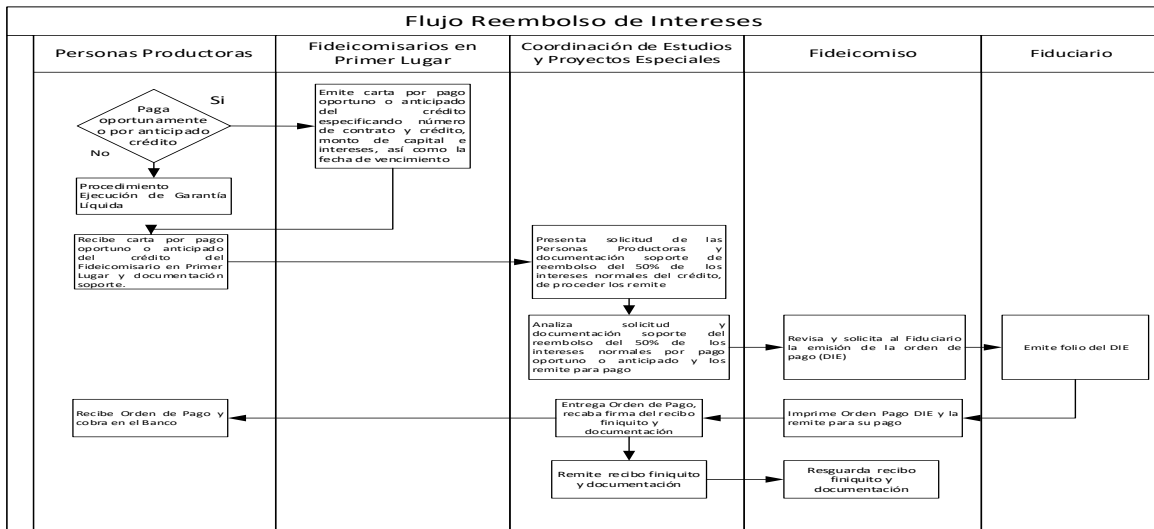 Flujo Reembolso de Intereses
Personas Productoras
Fideicomisarios en
Primer Lugar
Coordinación de Estudios
y Proyectos Especiales
Fideicomiso
Fiduciario
Paga
oportunamente
o por anticipado
crédito
Si
No
Emite carta por pago
oportuno o anticipado
del crédito
especificando número
de contrato y crédito,
monto de capital e
intereses, así como la
fecha de vencimiento
Procedimiento
Ejecución de Garantía
Líquida
Recibe carta por pago
oportuno o anticipado
del crédito del
Fideicomisario en Primer
Lugar y documentación
soporte.
Presenta solicitud de las
Personas Productoras y
documentación soporte de
reembolso del 50% de los
intereses normales del crédito,
de proceder los remite
Analiza solicitud y
documentación soporte del
reembolso del 50% de los
intereses normales por pago
oportuno o anticipado y los
remite para pago
Revisa y solicita al Fiduciario
la emisión de la orden de
pago (DIE)
Emite folio del DIE
Recibe Orden de Pago y
cobra en el Banco
Entrega Orden de Pago,
recaba firma del recibo
finiquito y
documentación
Imprime Orden Pago DIE y la
remite para su pago
Remite recibo finiquito
y documentación
Resguarda recibo
finiquito y
documentación